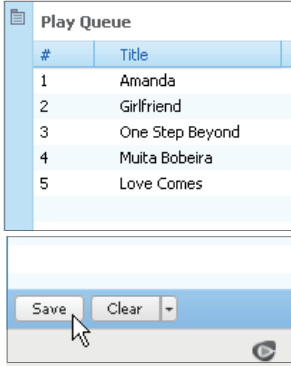 Play Queue
# Title
1 Amanda
2 Girlfriend
3 One Step Beyond
4 Muita Bobeira
5 Love Comes
Save Clear